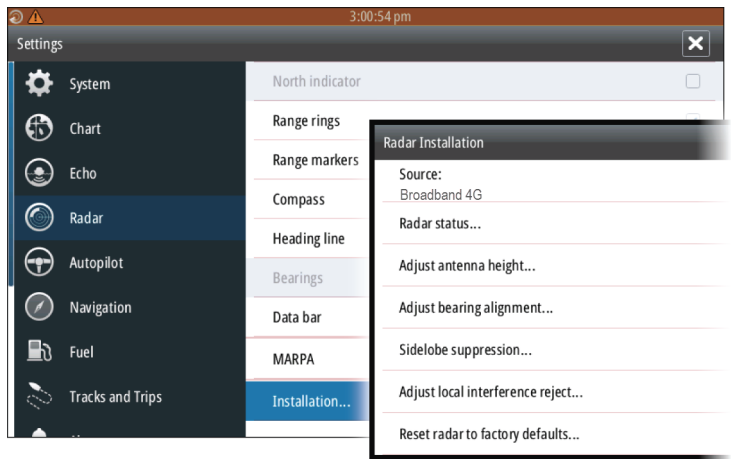 3:00:54 pm
Settings
System
Chart
Echo
Radar
Autopilot
Navigation
Fuel
Tracks and Trips
North indicator
Range rings
Range markers
Compass
Heading line
Bearings
Data bar
MARPA
Installation...
Radar Installation
Source:
Broadband 4G
Radar status...
Adjust antenna height...
Adjust bearing alignment...
Sidelobe suppression...
Adjust local interference reject...
Reset radar to factory defaults...